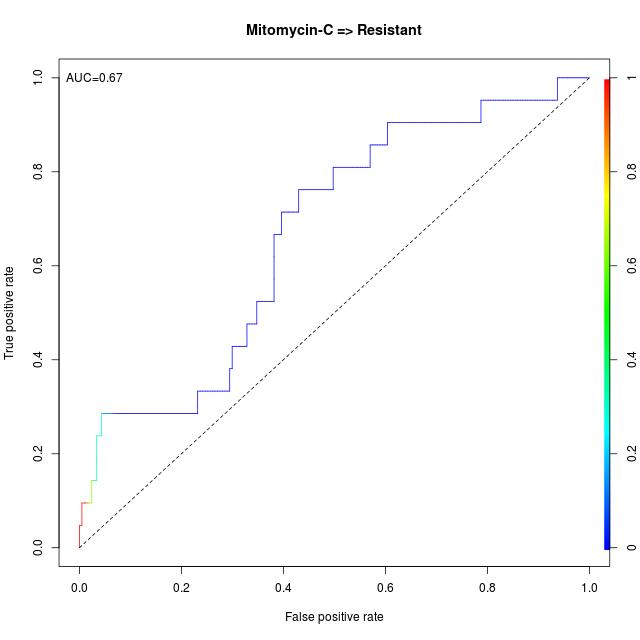 Mitomycin-C => Resistant
AUC=0.67
True positive rate
1.0
0.8
0.6
0.4
0.2
0.0
1
0.8
0.6
0.4
0.2
0
0.0 0.2 0.4 0.6 0.8 1.0
False positive rate